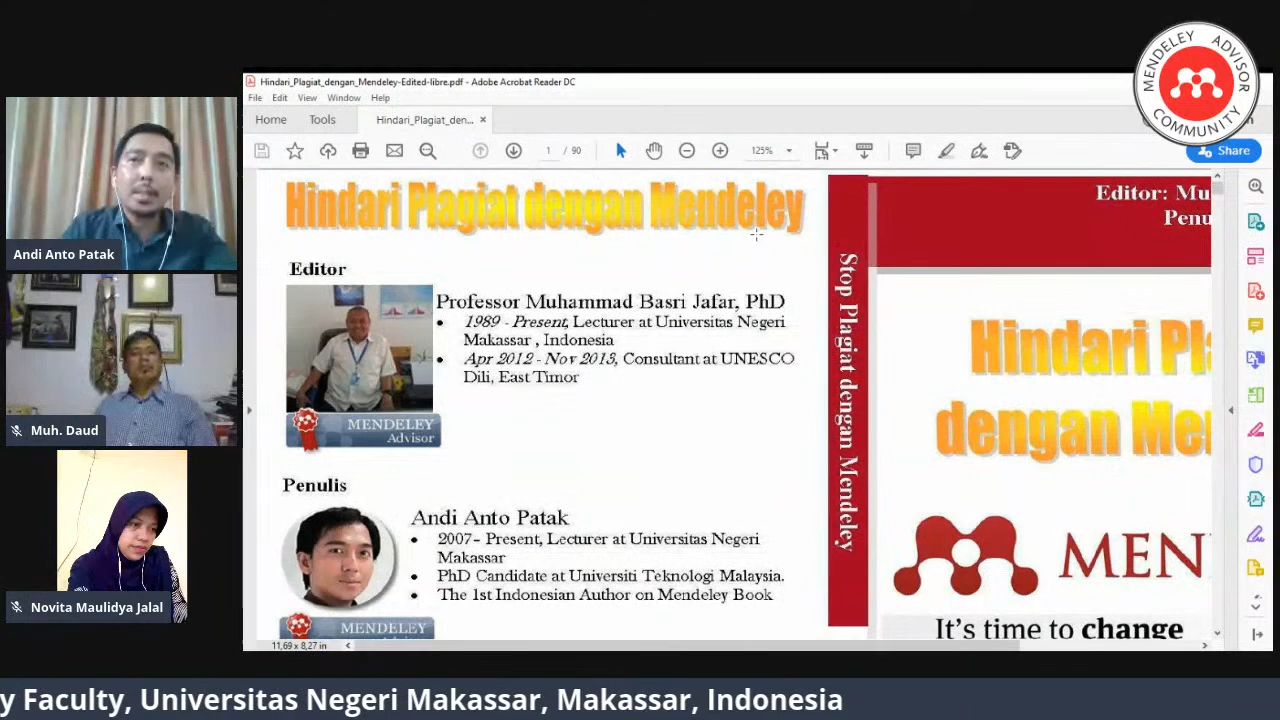 MENDELEY ADVISOR
COMMUNITY
Hindari_Plagiat_dengan_Mendeley-Edited-libre.pdf - Adobe Acrobat Reader DC
File Edit View Window Help
Home Tools Hindari_Plagiat_den... ×
1 / 90 125% Share
Andi Anto Patak
Muh. Daud
Novita Maulidya Jalal
Hindari Plagiat dengan Mendeley
Editor
Professor Muhammad Basri Jafar, PhD
• 1989 - Present, Lecturer at Universitas Negeri
Makassar , Indonesia
• Apr 2012 - Nov 2013, Consultant at UNESCO
Dili, East Timor
MENDELEY
Advisor
Penulis
Andi Anto Patak
• 2007– Present, Lecturer at Universitas Negeri
Makassar
• PhD Candidate at Universiti Teknologi Malaysia.
• The 1st Indonesian Author on Mendeley Book
MENDELEY
Stop Plagiat dengan Mendeley
Editor: Mu
Penu
Hindari Pl
dengan Me
MEN
It's time to change
11,69 x 8,27 in
y Faculty, Universitas Negeri Makassar, Makassar, Indonesia